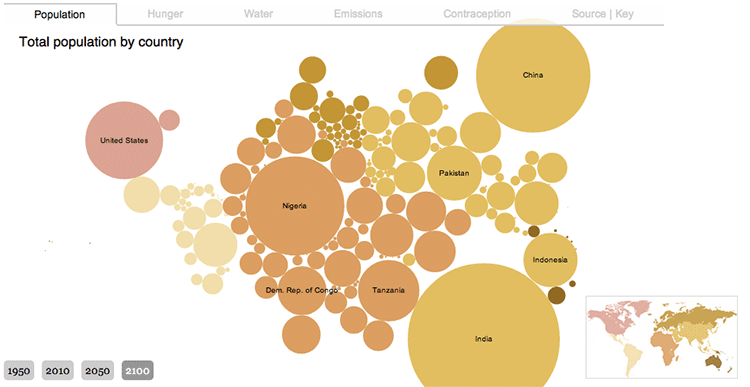 Population
Hunger
Water
Emissions
Contraception
Source | Key
Total population by country
China
United States
Pakistan
Nigeria
Indonesia
Dem. Rep. of Congo
Tanzania
India
1950
2010
2050
2100